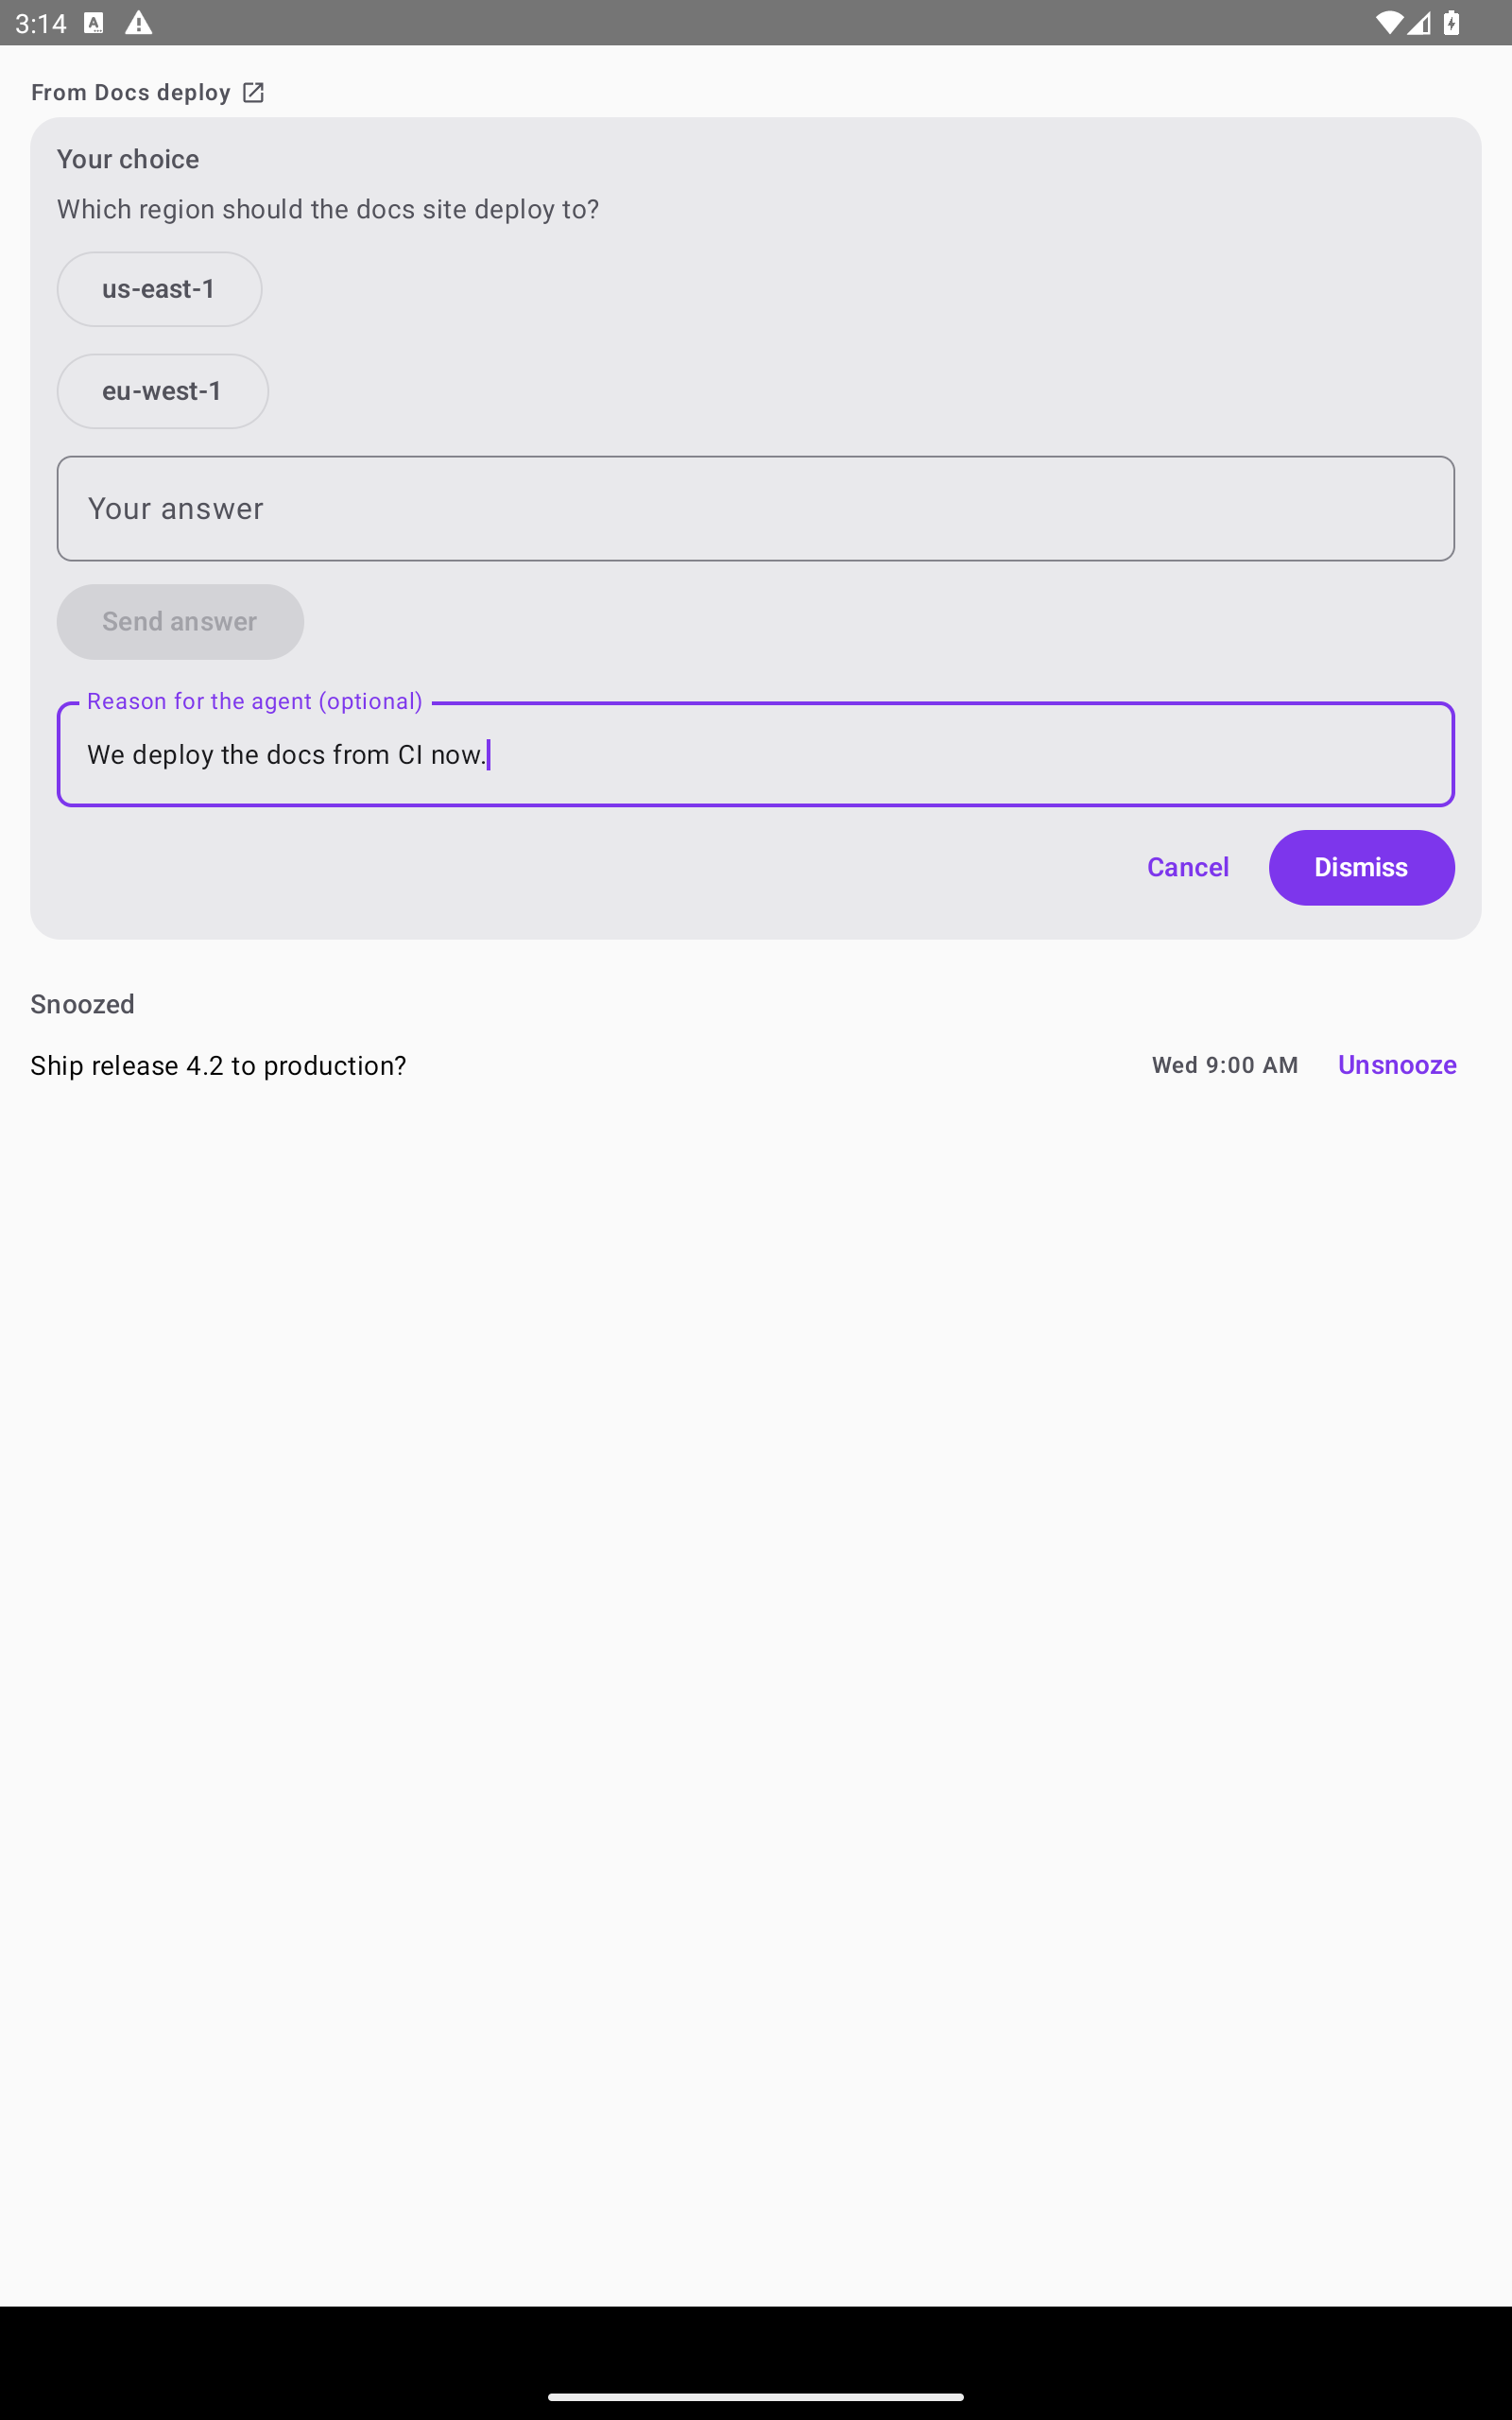 3:14
From Docs deploy
Your choice
Which region should the docs site deploy to?
us-east-1
eu-west-1
Your answer
Send answer
Reason for the agent (optional)
We deploy the docs from CI now.
Cancel Dismiss
Snoozed
Ship release 4.2 to production? Wed 9:00 AM Unsnooze